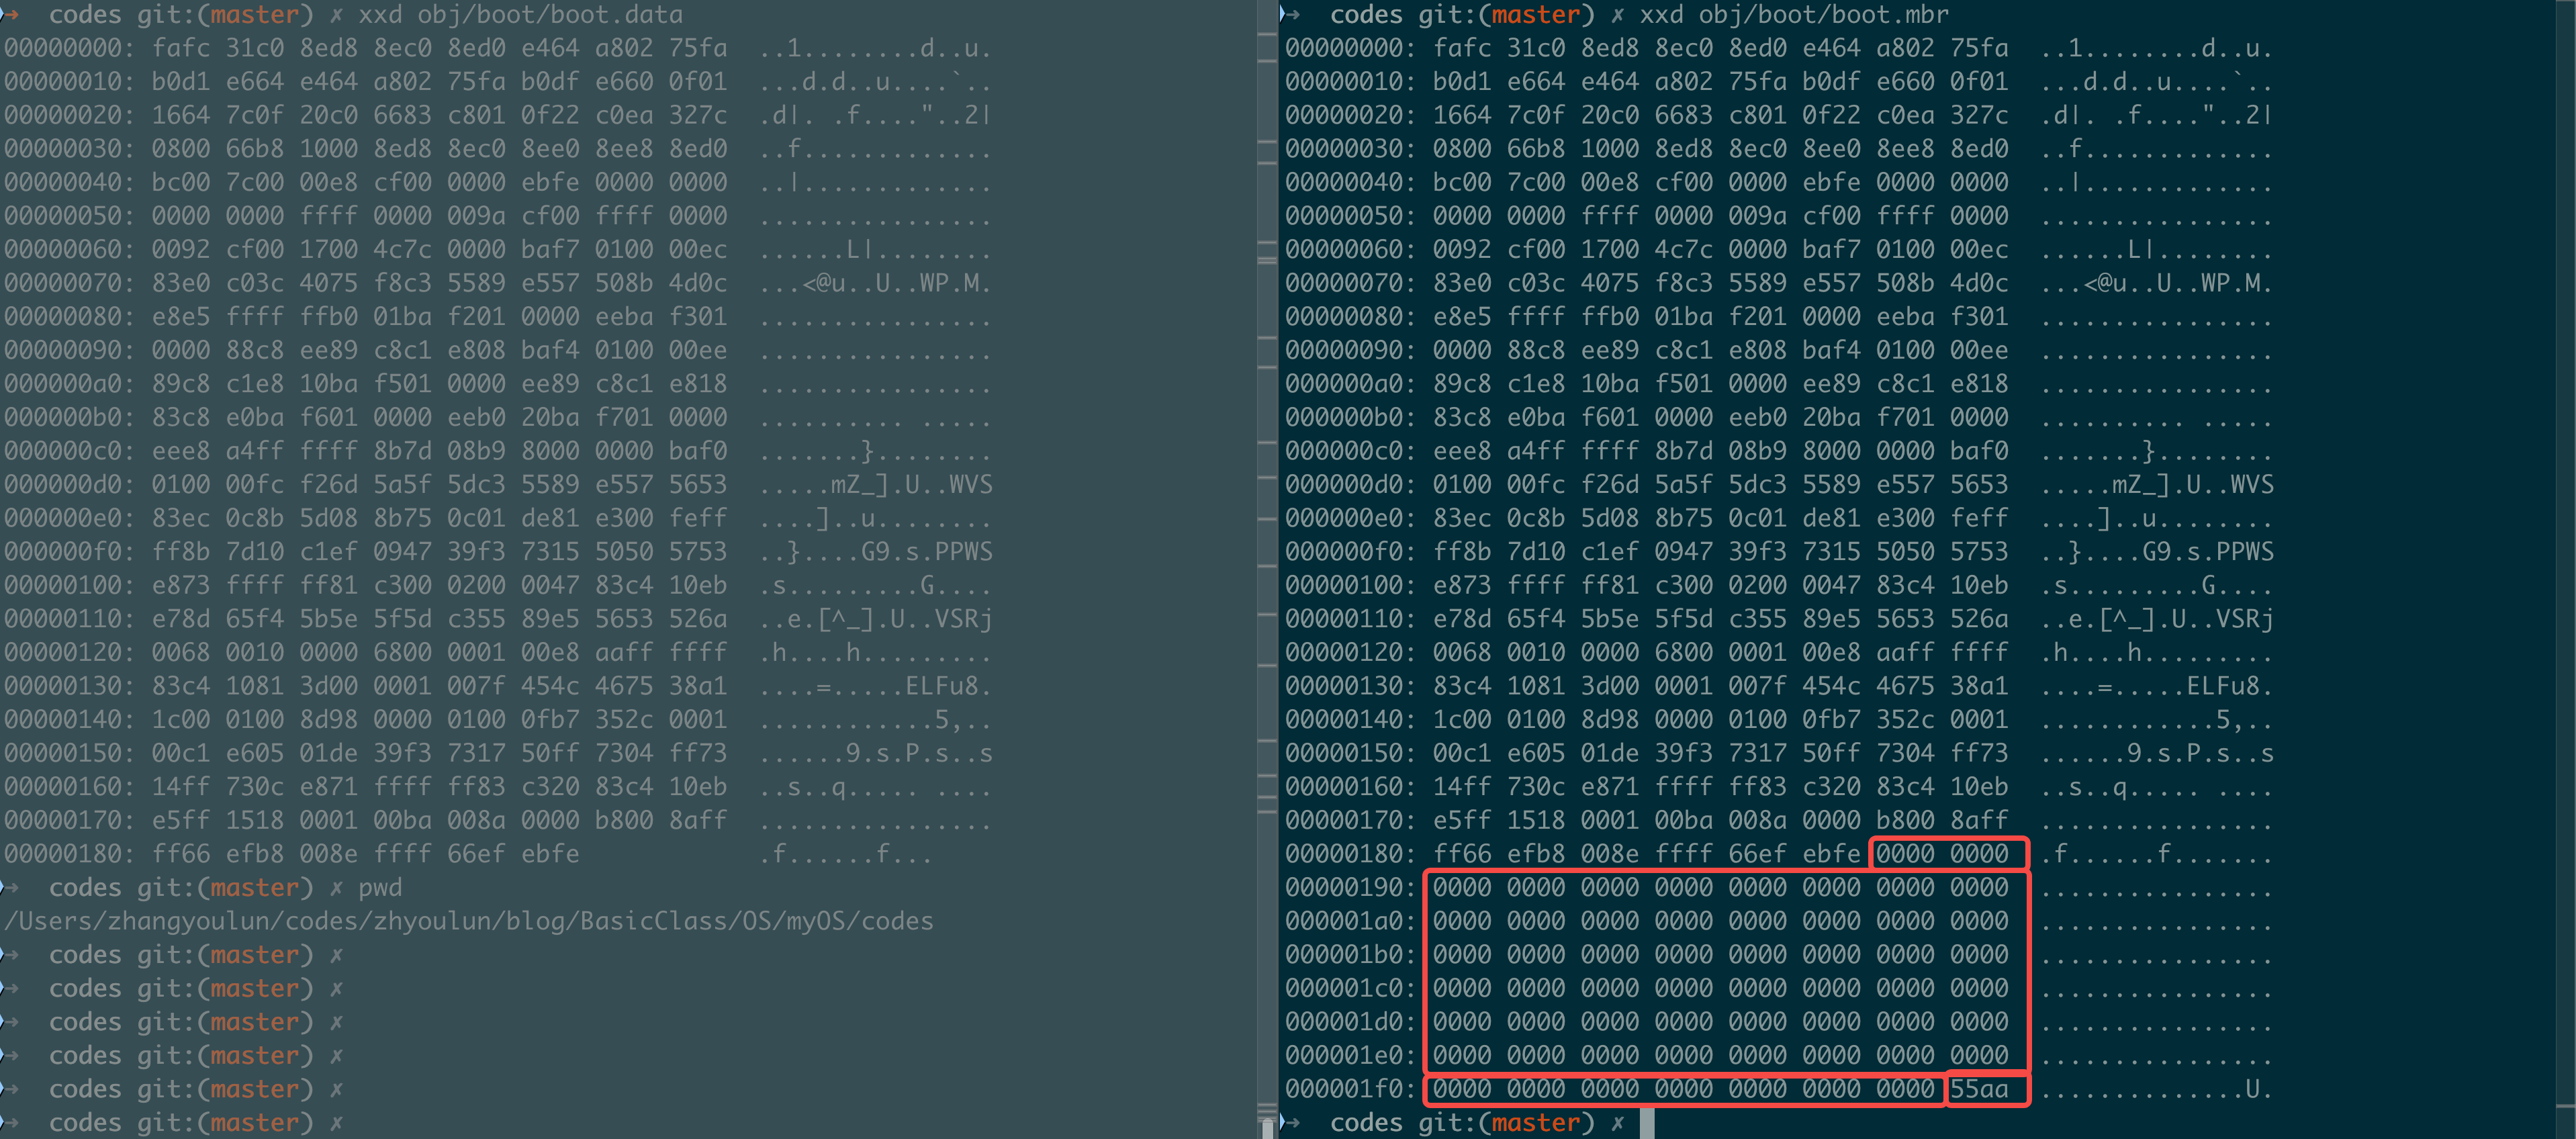 → codes git:(master) ✗ xxd obj/boot/boot.data
00000000: fafc 31c0 8ed8 8ec0 8ed0 e464 a802 75fa ..1........d..u.
00000010: b0d1 e664 e464 a802 75fa b0df e660 0f01 ...d.d..u....`..
00000020: 1664 7c0f 20c0 6683 c801 0f22 c0ea 327c .d|. .f...."..2|
00000030: 0800 66b8 1000 8ed8 8ec0 8ee0 8ee8 8ed0 ..f.............
00000040: bc00 7c00 00e8 cf00 0000 ebfe 0000 0000 ..|.............
00000050: 0000 0000 ffff 0000 009a cf00 ffff 0000 ................
00000060: 0092 cf00 1700 4c7c 0000 baf7 0100 00ec ......L|........
00000070: 83e0 c03c 4075 f8c3 5589 e557 508b 4d0c ...<@u..U..WP.M.
00000080: e8e5 ffff ffb0 01ba f201 0000 eeba f301 ................
00000090: 0000 88c8 ee89 c8c1 e808 baf4 0100 00ee ................
000000a0: 89c8 c1e8 10ba f501 0000 ee89 c8c1 e818 ................
000000b0: 83c8 e0ba f601 0000 eeb0 20ba f701 0000 .......... .....
000000c0: eee8 a4ff ffff 8b7d 08b9 8000 0000 baf0 .......}........
000000d0: 0100 00fc f26d 5a5f 5dc3 5589 e557 5653 .....mZ_].U..WVS
000000e0: 83ec 0c8b 5d08 8b75 0c01 de81 e300 feff ....]..u........
000000f0: ff8b 7d10 c1ef 0947 39f3 7315 5050 5753 ..}....G9.s.PPWS
00000100: e873 ffff ff81 c300 0200 0047 83c4 10eb .s.........G....
00000110: e78d 65f4 5b5e 5f5d c355 89e5 5653 526a ..e.[^_].U..VSRj
00000120: 0068 0010 0000 6800 0001 00e8 aaff ffff .h....h.........
00000130: 83c4 1081 3d00 0001 007f 454c 4675 38a1 ....=.....ELFu8.
00000140: 1c00 0100 8d98 0000 0100 0fb7 352c 0001 ............5,..
00000150: 00c1 e605 01de 39f3 7317 50ff 7304 ff73 ......9.s.P.s..s
00000160: 14ff 730c e871 ffff ff83 c320 83c4 10eb ..s..q..... ....
00000170: e5ff 1518 0001 00ba 008a 0000 b800 8aff ................
00000180: ff66 efb8 008e ffff 66ef ebfe .f......f...
→ codes git:(master) ✗ pwd
/Users/zhangyoulun/codes/zhyoulun/blog/BasicClass/OS/myOS/codes
→ codes git:(master) ✗
→ codes git:(master) ✗
→ codes git:(master) ✗
→ codes git:(master) ✗
→ codes git:(master) ✗
→ codes git:(master) ✗
→ codes git:(master) ✗ xxd obj/boot/boot.mbr
00000000: fafc 31c0 8ed8 8ec0 8ed0 e464 a802 75fa ..1........d..u.
00000010: b0d1 e664 e464 a802 75fa b0df e660 0f01 ...d.d..u....`..
00000020: 1664 7c0f 20c0 6683 c801 0f22 c0ea 327c .d|. .f...."..2|
00000030: 0800 66b8 1000 8ed8 8ec0 8ee0 8ee8 8ed0 ..f.............
00000040: bc00 7c00 00e8 cf00 0000 ebfe 0000 0000 ..|.............
00000050: 0000 0000 ffff 0000 009a cf00 ffff 0000 ................
00000060: 0092 cf00 1700 4c7c 0000 baf7 0100 00ec ......L|........
00000070: 83e0 c03c 4075 f8c3 5589 e557 508b 4d0c ...<@u..U..WP.M.
00000080: e8e5 ffff ffb0 01ba f201 0000 eeba f301 ................
00000090: 0000 88c8 ee89 c8c1 e808 baf4 0100 00ee ................
000000a0: 89c8 c1e8 10ba f501 0000 ee89 c8c1 e818 ................
000000b0: 83c8 e0ba f601 0000 eeb0 20ba f701 0000 .......... .....
000000c0: eee8 a4ff ffff 8b7d 08b9 8000 0000 baf0 .......}........
000000d0: 0100 00fc f26d 5a5f 5dc3 5589 e557 5653 .....mZ_].U..WVS
000000e0: 83ec 0c8b 5d08 8b75 0c01 de81 e300 feff ....]..u........
000000f0: ff8b 7d10 c1ef 0947 39f3 7315 5050 5753 ..}....G9.s.PPWS
00000100: e873 ffff ff81 c300 0200 0047 83c4 10eb .s.........G....
00000110: e78d 65f4 5b5e 5f5d c355 89e5 5653 526a ..e.[^_].U..VSRj
00000120: 0068 0010 0000 6800 0001 00e8 aaff ffff .h....h.........
00000130: 83c4 1081 3d00 0001 007f 454c 4675 38a1 ....=.....ELFu8.
00000140: 1c00 0100 8d98 0000 0100 0fb7 352c 0001 ............5,..
00000150: 00c1 e605 01de 39f3 7317 50ff 7304 ff73 ......9.s.P.s..s
00000160: 14ff 730c e871 ffff ff83 c320 83c4 10eb ..s..q..... ....
00000170: e5ff 1518 0001 00ba 008a 0000 b800 8aff ................
00000180: ff66 efb8 008e ffff 66ef ebfe 0000 0000 .f......f.......
00000190: 0000 0000 0000 0000 0000 0000 0000 0000 ................
000001a0: 0000 0000 0000 0000 0000 0000 0000 0000 ................
000001b0: 0000 0000 0000 0000 0000 0000 0000 0000 ................
000001c0: 0000 0000 0000 0000 0000 0000 0000 0000 ................
000001d0: 0000 0000 0000 0000 0000 0000 0000 0000 ................
000001e0: 0000 0000 0000 0000 0000 0000 0000 0000 ................
000001f0: 0000 0000 0000 0000 0000 0000 0000 55aa ..............U.
→ codes git:(master) ✗